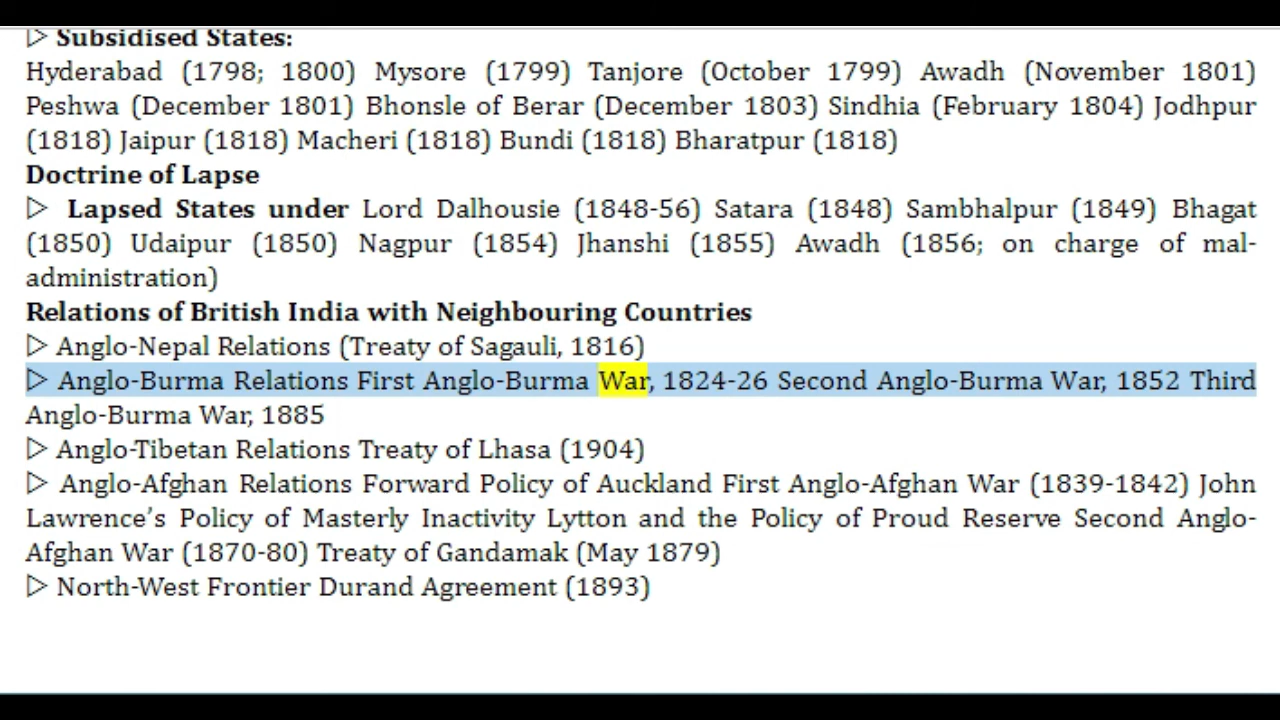 ▷ Subsidised States:
Hyderabad (1798; 1800) Mysore (1799) Tanjore (October 1799) Awadh (November 1801)
Peshwa (December 1801) Bhonsle of Berar (December 1803) Sindhia (February 1804) Jodhpur
(1818) Jaipur (1818) Macheri (1818) Bundi (1818) Bharatpur (1818)
Doctrine of Lapse
▷ Lapsed States under Lord Dalhousie (1848-56) Satara (1848) Sambhalpur (1849) Bhagat
(1850) Udaipur (1850) Nagpur (1854) Jhanshi (1855) Awadh (1856; on charge of mal-
administration)
Relations of British India with Neighbouring Countries
▷ Anglo-Nepal Relations (Treaty of Sagauli, 1816)
▷ Anglo-Burma Relations First Anglo-Burma War, 1824-26 Second Anglo-Burma War, 1852 Third
Anglo-Burma War, 1885
▷ Anglo-Tibetan Relations Treaty of Lhasa (1904)
▷ Anglo-Afghan Relations Forward Policy of Auckland First Anglo-Afghan War (1839-1842) John
Lawrence’s Policy of Masterly Inactivity Lytton and the Policy of Proud Reserve Second Anglo-
Afghan War (1870-80) Treaty of Gandamak (May 1879)
▷ North-West Frontier Durand Agreement (1893)